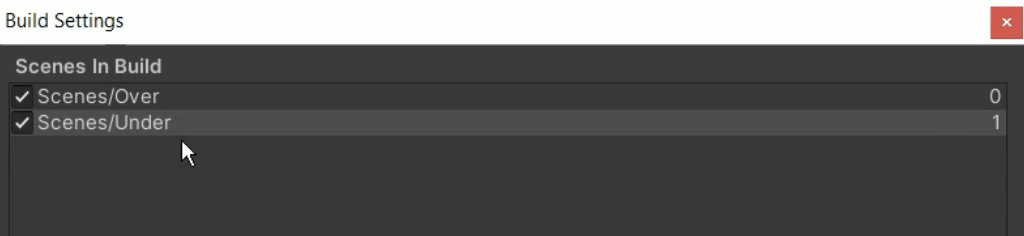 Build Settings
Scenes In Build
Scenes/Over 0
Scenes/Under 1